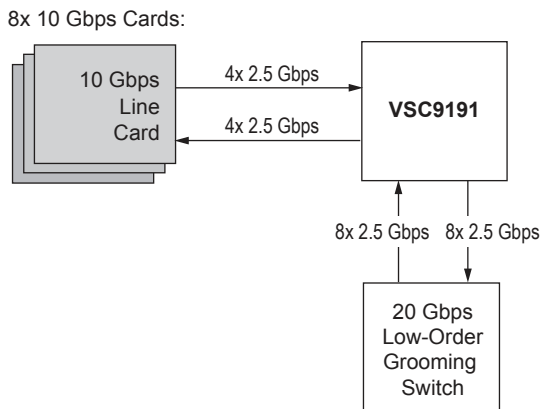 8x 10 Gbps Cards:
10 Gbps
Line
Card
4x 2.5 Gbps
4x 2.5 Gbps
VSC9191
8x 2.5 Gbps
8x 2.5 Gbps
20 Gbps
Low-Order
Grooming
Switch